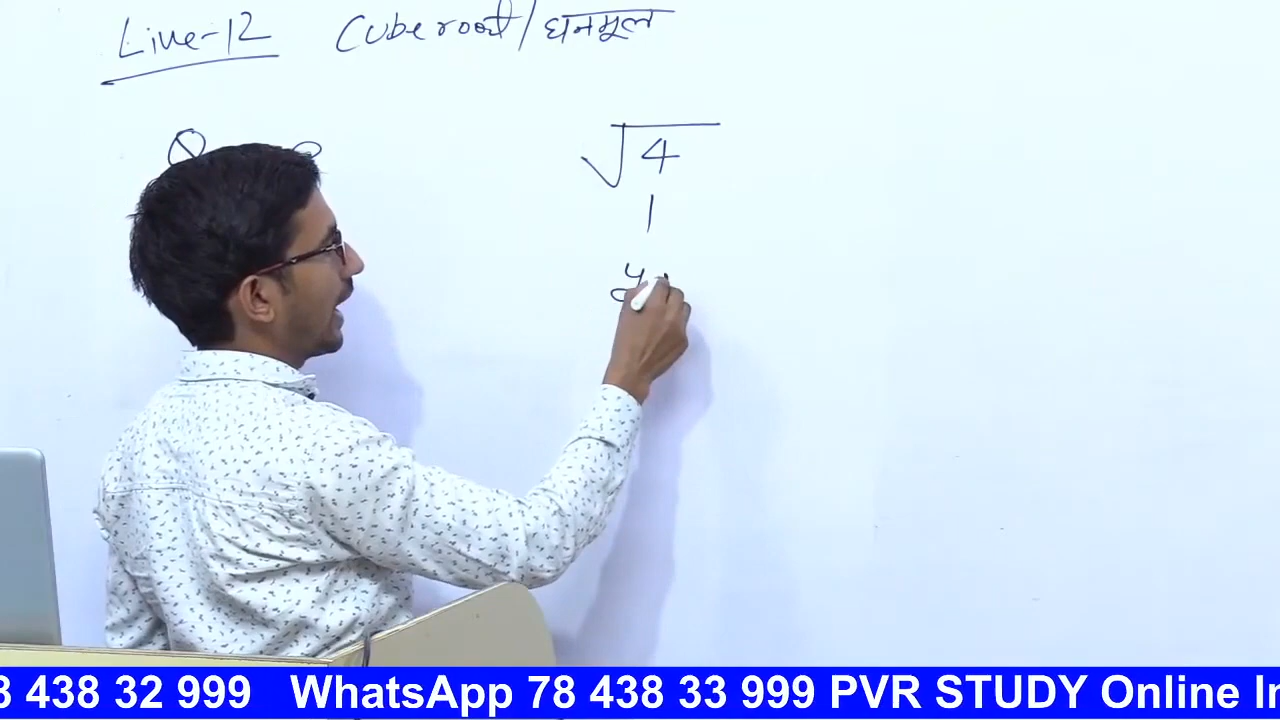 Live-12 Cube root/घनमूल
√4
1
8 438 32 999 WhatsApp 78 438 33 999 PVR STUDY Online In